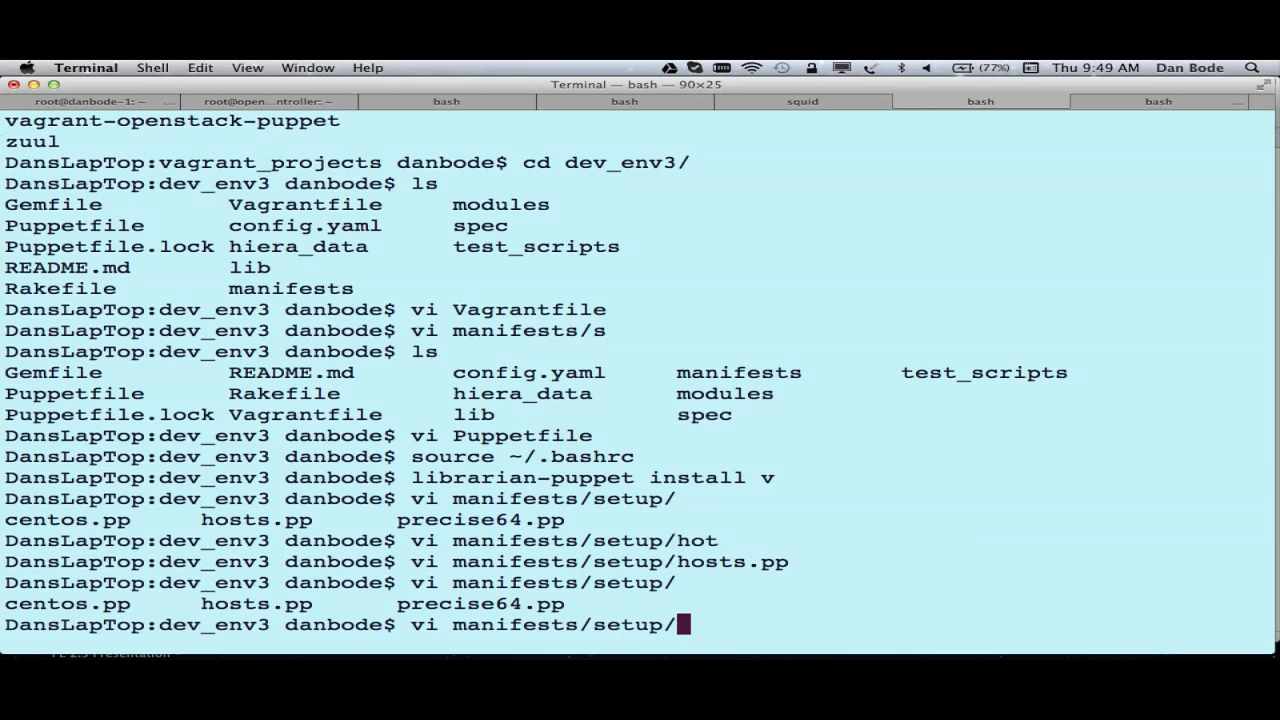 Terminal Shell Edit View Window Help (77%) Thu 9:49 AM Dan Bode
Terminal — bash — 90×25
root@danbode-1: ~ ... root@open...ntroller: ~ bash bash squid bash bash ...
vagrant-openstack-puppet
zuul
DansLapTop:vagrant_projects danbode$ cd dev_env3/
DansLapTop:dev_env3 danbode$ ls
Gemfile Vagrantfile modules
Puppetfile config.yaml spec
Puppetfile.lock hiera_data test_scripts
README.md lib
Rakefile manifests
DansLapTop:dev_env3 danbode$ vi Vagrantfile
DansLapTop:dev_env3 danbode$ vi manifests/s
DansLapTop:dev_env3 danbode$ ls
Gemfile README.md config.yaml manifests test_scripts
Puppetfile Rakefile hiera_data modules
Puppetfile.lock Vagrantfile lib spec
DansLapTop:dev_env3 danbode$ vi Puppetfile
DansLapTop:dev_env3 danbode$ source ~/.bashrc
DansLapTop:dev_env3 danbode$ librarian-puppet install v
DansLapTop:dev_env3 danbode$ vi manifests/setup/
centos.pp hosts.pp precise64.pp
DansLapTop:dev_env3 danbode$ vi manifests/setup/hot
DansLapTop:dev_env3 danbode$ vi manifests/setup/hosts.pp
DansLapTop:dev_env3 danbode$ vi manifests/setup/
centos.pp hosts.pp precise64.pp
DansLapTop:dev_env3 danbode$ vi manifests/setup/